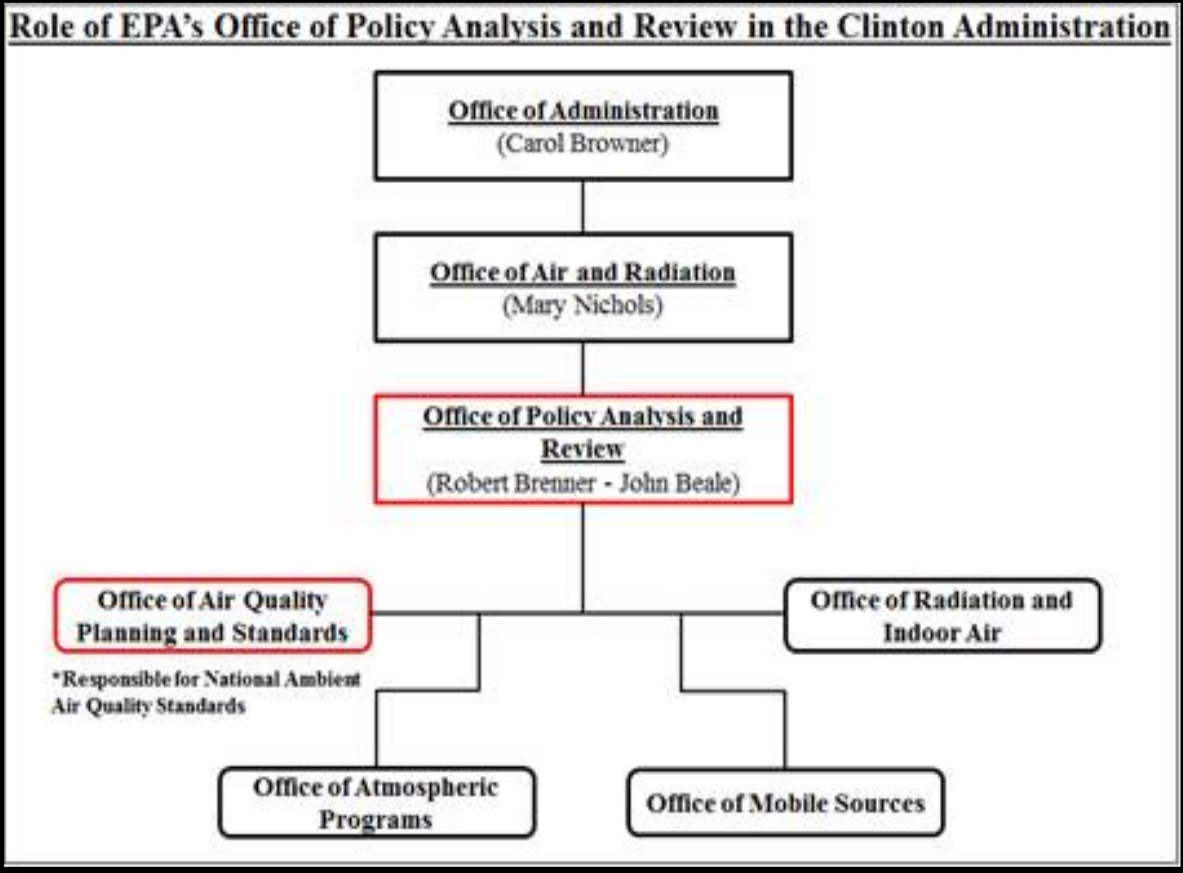 Role of EPA's Office of Policy Analysis and Review in the Clinton Administration
Office of Administration
(Carol Browner)
Office of Air and Radiation
(Mary Nichols)
Office of Policy Analysis and
Review
(Robert Brenner - John Beale)
Office of Air Quality
Planning and Standards
*Responsible for National Ambient
Air Quality Standards
Office of Radiation and
Indoor Air
Office of Atmospheric
Programs
Office of Mobile Sources